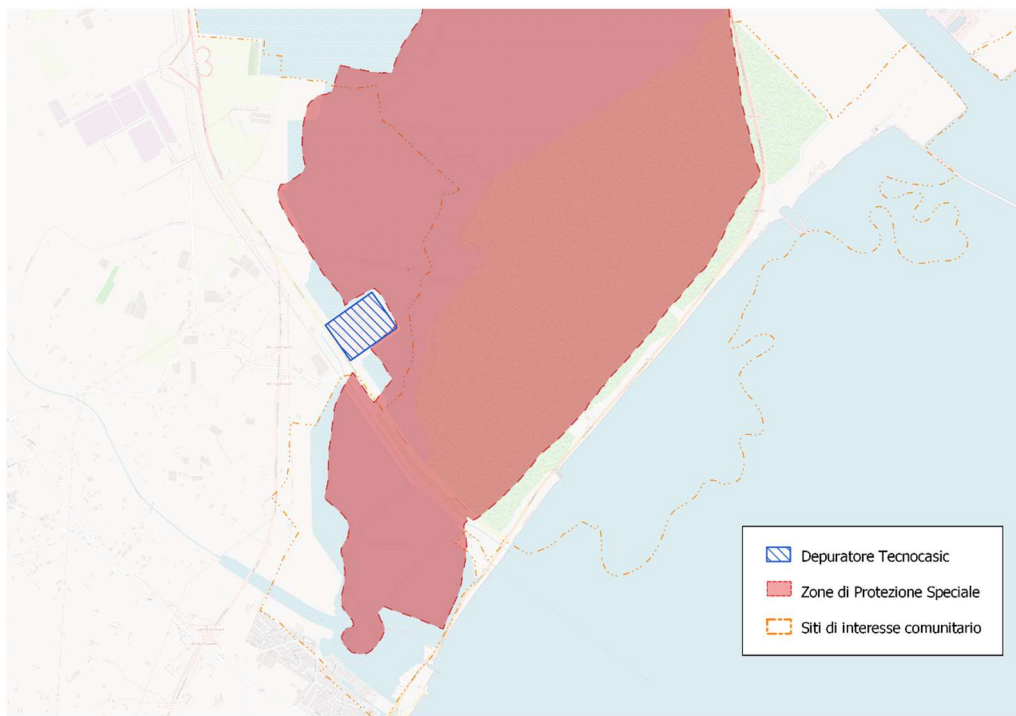 Depuratore Tecnocasic
Zone di Protezione Speciale
Siti di interesse comunitario